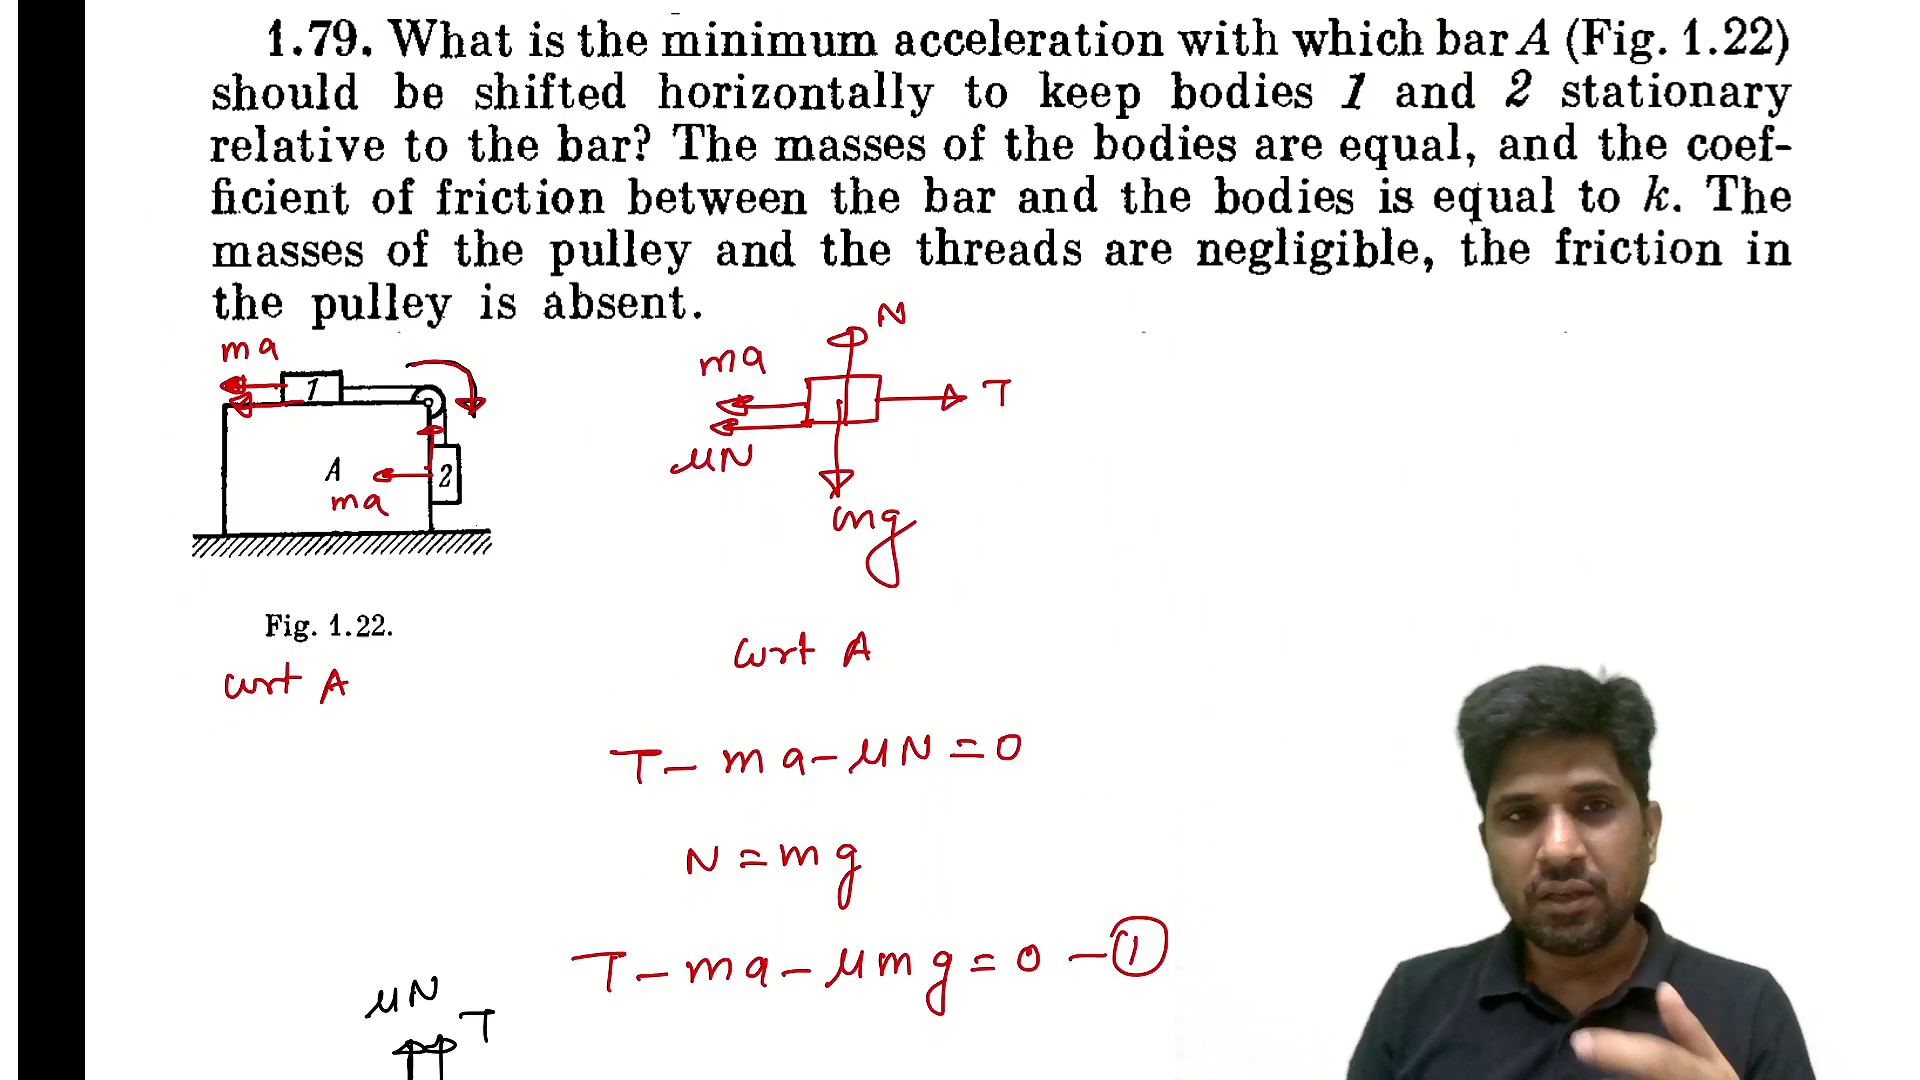 1.79. What is the minimum acceleration with which bar A (Fig. 1.22)
should be shifted horizontally to keep bodies 1 and 2 stationary
relative to the bar? The masses of the bodies are equal, and the coef-
ficient of friction between the bar and the bodies is equal to k. The
masses of the pulley and the threads are negligible, the friction in
the pulley is absent.
ma
1
A
2
ma
Fig. 1.22.
wrt A
N
ma
T
μN
mg
wrt A
T - ma - μN = 0
N = mg
T - ma - μmg = 0 - 1
μN
T